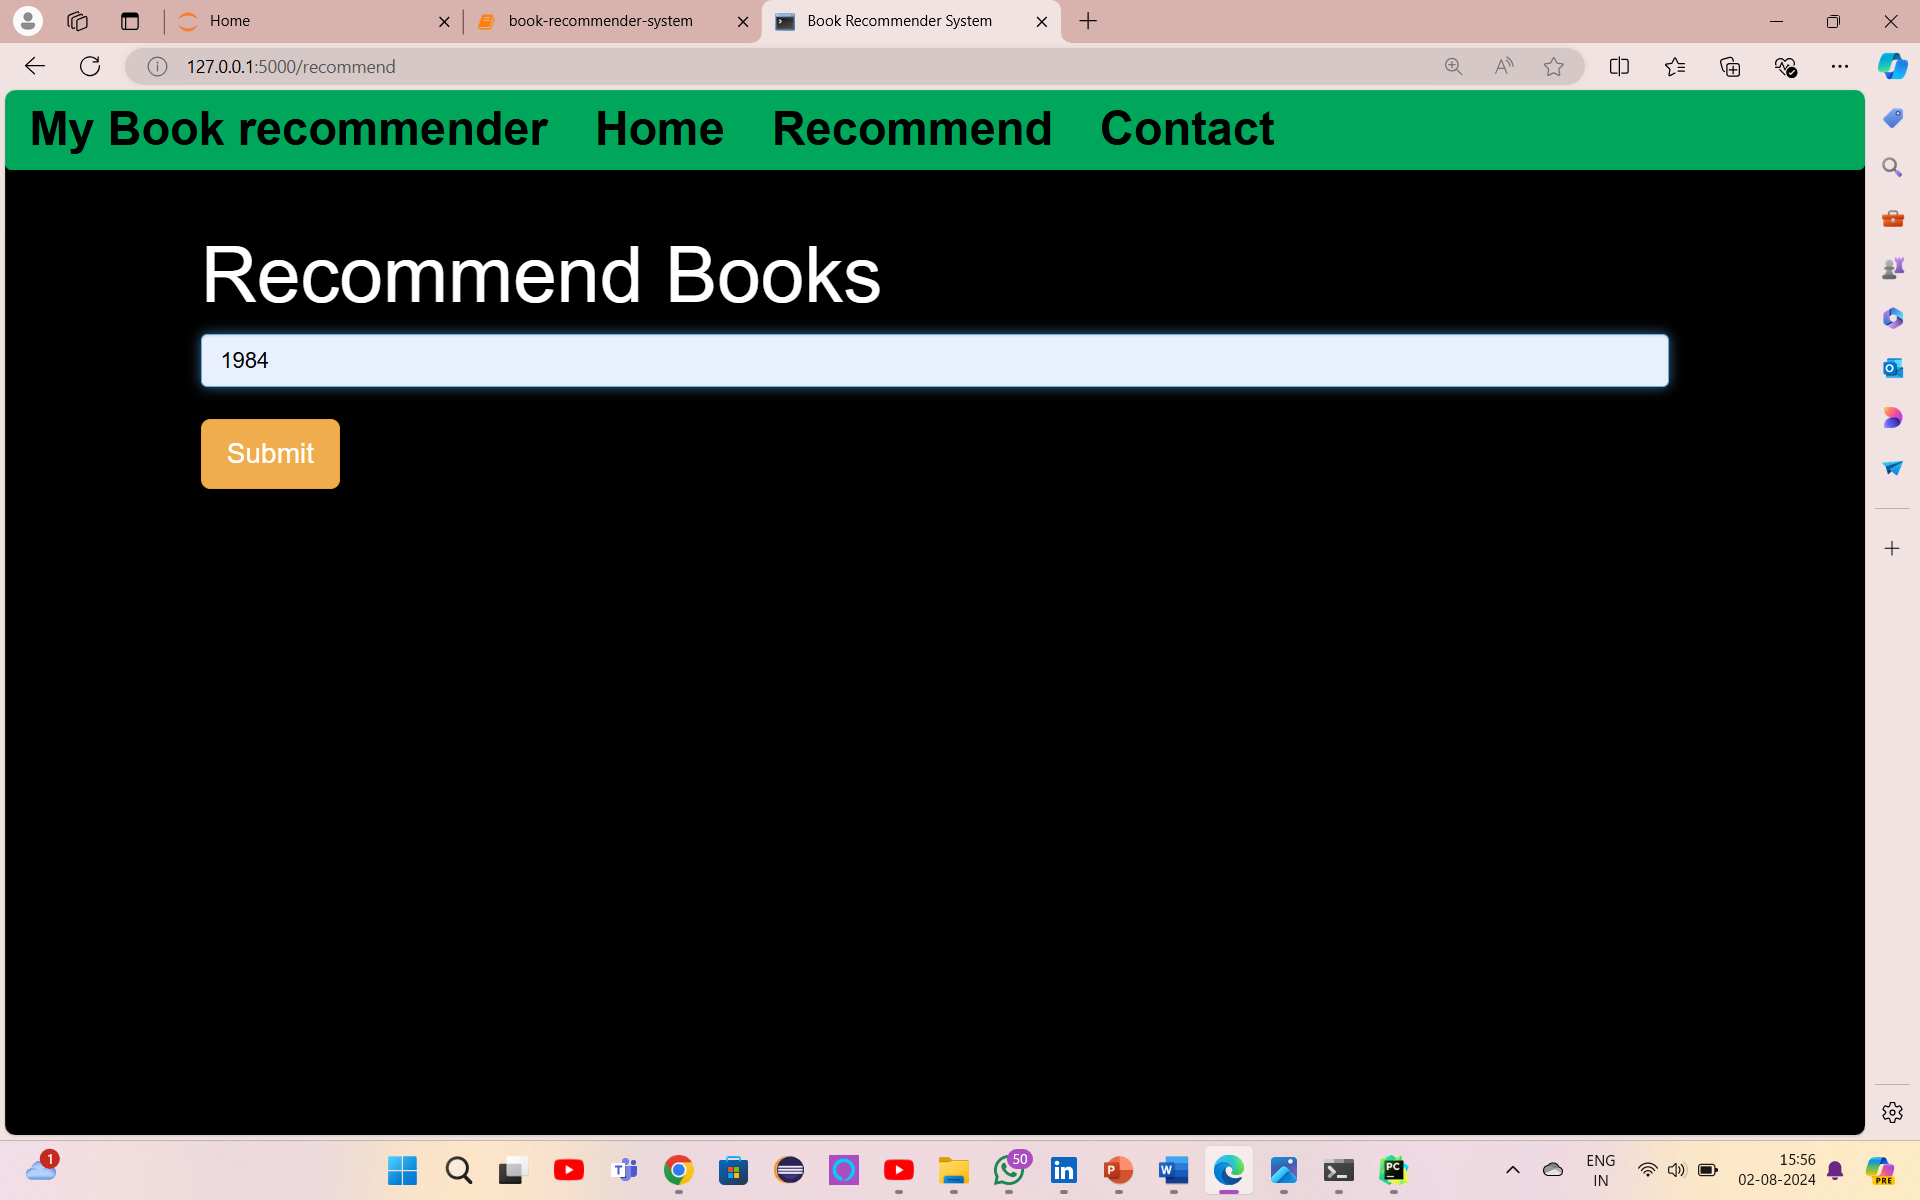 Home
book-recommender-system
Book Recommender System
127.0.0.1:5000/recommend
My Book recommender Home Recommend Contact
Recommend Books
1984
Submit
1
50
ENG
IN
15:56
02-08-2024
PRE